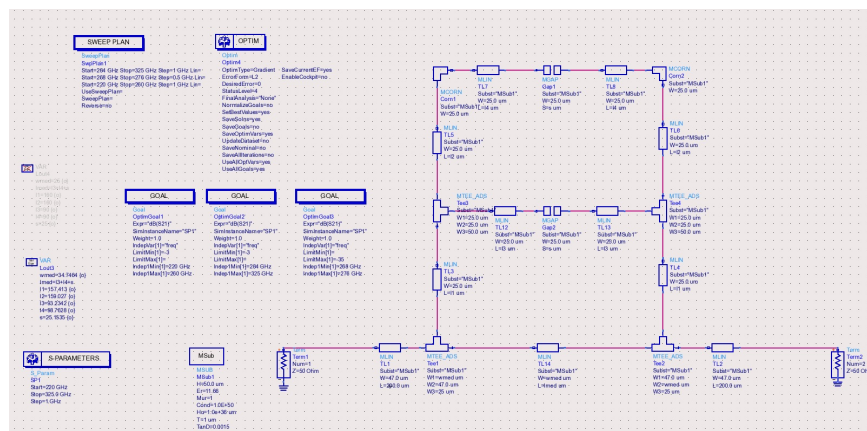 SWEEP PLAN
SweepPlan
SwpPlan1
Start=284 GHz Stop=325 GHz Step=1 GHz Lin=
Start=268 GHz Stop=276 GHz Step=0.5 GHz Lin=
Start=220 GHz Stop=260 GHz Step=1 GHz Lin=
UseSweepPlan=
SweepPlan=
Reverse=no
OPTIM
Optim
Optim4
OptimType=Gradient
ErrorForm=L2
DesiredError=0
StatusLevel=4
FinalAnalysis="None"
NormalizeGoals=no
SetBestValues=yes
SaveSolns=yes
SaveGoals=no
SaveOptimVars=yes
UpdateDataset=no
SaveNominal=no
SaveAllIterations=no
UseAllOptVars=yes
UseAllGoals=yes
SaveCurrentEF=yes
EnableCockpit=no
GOAL
Goal
OptimGoal1
Expr="dB(S21)"
SimInstanceName="SP1"
Weight=1.0
IndepVar[1]="freq"
LimitMin[1]=-3
LimitMax[1]=
Indep1Min[1]=220 GHz
Indep1Max[1]=260 GHz
GOAL
Goal
OptimGoal2
Expr="dB(S21)"
SimInstanceName="SP1"
Weight=1.0
IndepVar[1]="freq"
LimitMin[1]=-3
LimitMax[1]=
Indep1Min[1]=284 GHz
Indep1Max[1]=325 GHz
GOAL
Goal
OptimGoal3
Expr="dB(S21)"
SimInstanceName="SP1"
Weight=1.0
IndepVar[1]="freq"
LimitMin[1]=
LimitMax[1]=-35
Indep1Min[1]=268 GHz
Indep1Max[1]=276 GHz
VAR
VAR
wmed=34.7484 {o}
lmed=l3+l4+s
l1=157.413 {o}
l2=159.027 {o}
l3=93.2342 {o}
l4=98.7628 {o}
s=25.1535 {o}
S-PARAMETERS
S_Param
SP1
Start=220 GHz
Stop=325.0 GHz
Step=1 GHz
MSub
MSUB
MSub1
H=50.0 um
Er=11.68
Mur=1
Cond=1.0E+50
Hu=1.0e+36 um
T=1 um
TanD=0.0015
MCORN
Corn1
Subst="MSub1"
W=25.0 um
MLIN
TL7
Subst="MSub1"
W=25.0 um
L=l4 um
MGAP
Gap1
Subst="MSub1"
W=25.0 um
S=s um
MLIN
TL8
Subst="MSub1"
W=25.0 um
L=l4 um
MCORN
Corn2
Subst="MSub1"
W=25.0 um
MLIN
TL5
Subst="MSub1"
W=25.0 um
L=l2 um
MLIN
TL6
Subst="MSub1"
W=25.0 um
L=l2 um
MTEE_ADS
Tee3
Subst="MSub1"
W1=25.0 um
W2=25.0 um
W3=50.0 um
MLIN
TL12
Subst="MSub1"
W=25.0 um
L=l3 um
MGAP
Gap2
Subst="MSub1"
W=25.0 um
S=s um
MLIN
TL13
Subst="MSub1"
W=25.0 um
L=l3 um
MTEE_ADS
Tee4
Subst="MSub1"
W1=25.0 um
W2=25.0 um
W3=50.0 um
MLIN
TL3
Subst="MSub1"
W=25.0 um
L=l1 um
MLIN
TL4
Subst="MSub1"
W=25.0 um
L=l1 um
Term
Term1
Num=1
Z=50 Ohm
MLIN
TL1
Subst="MSub1"
W=47.0 um
MTEE_ADS
Tee1
Subst="MSub1"
W1=wmed um
W2=47.0 um
W3=25 um
MLIN
TL14
Subst="MSub1"
W=wmed um
L=lmed um
MTEE_ADS
Tee2
Subst="MSub1"
W1=47.0 um
W2=wmed um
W3=25 um
MLIN
TL2
Subst="MSub1"
W=47.0 um
L=200.0 um
Term
Term2
Num=2
Z=50 Oh